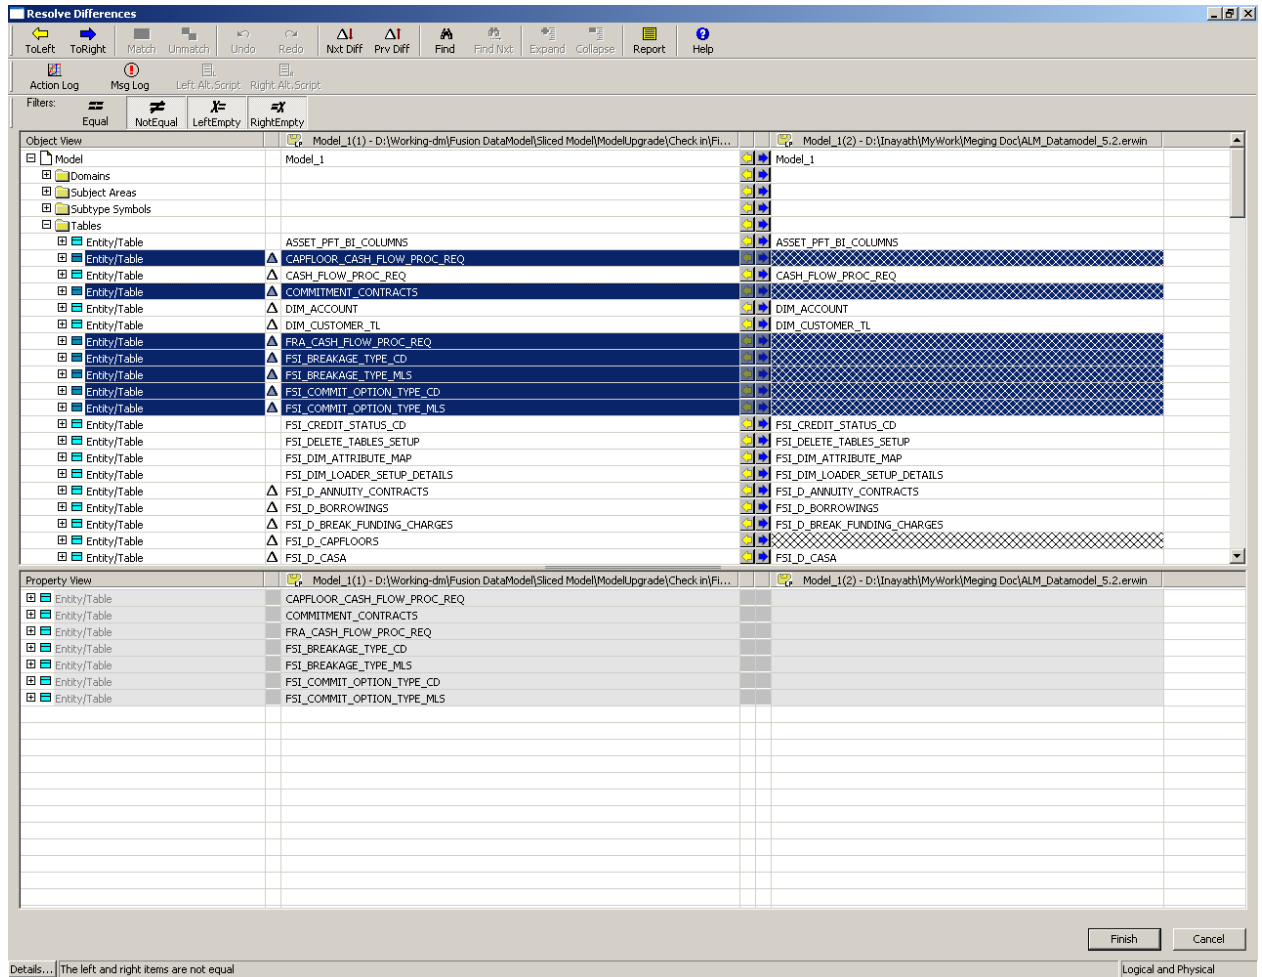 Resolve Differences
ToLeft ToRight Match Unmatch Undo Redo Nxt Diff Prv Diff Find Find Nxt Expand Collapse Report Help
Action Log Msg Log Left Alt.Script Right Alt.Script
Filters: Equal NotEqual LeftEmpty RightEmpty
Object View Model_1(1) - D:\Working-dm\Fusion DataModel\Sliced Model\ModelUpgrade\Check in\Fi... Model_1(2) - D:\Inayath\MyWork\Meging Doc\ALM_Datamodel_5.2.erwin
Model Model_1 Model_1
Domains
Subject Areas
Subtype Symbols
Tables
Entity/Table ASSET_PFT_BI_COLUMNS ASSET_PFT_BI_COLUMNS
Entity/Table CAPFLOOR_CASH_FLOW_PROC_REQ
Entity/Table CASH_FLOW_PROC_REQ CASH_FLOW_PROC_REQ
Entity/Table COMMITMENT_CONTRACTS
Entity/Table DIM_ACCOUNT DIM_ACCOUNT
Entity/Table DIM_CUSTOMER_TL DIM_CUSTOMER_TL
Entity/Table FRA_CASH_FLOW_PROC_REQ
Entity/Table FSI_BREAKAGE_TYPE_CD
Entity/Table FSI_BREAKAGE_TYPE_MLS
Entity/Table FSI_COMMIT_OPTION_TYPE_CD
Entity/Table FSI_COMMIT_OPTION_TYPE_MLS
Entity/Table FSI_CREDIT_STATUS_CD FSI_CREDIT_STATUS_CD
Entity/Table FSI_DELETE_TABLES_SETUP FSI_DELETE_TABLES_SETUP
Entity/Table FSI_DIM_ATTRIBUTE_MAP FSI_DIM_ATTRIBUTE_MAP
Entity/Table FSI_DIM_LOADER_SETUP_DETAILS FSI_DIM_LOADER_SETUP_DETAILS
Entity/Table FSI_D_ANNUITY_CONTRACTS FSI_D_ANNUITY_CONTRACTS
Entity/Table FSI_D_BORROWINGS FSI_D_BORROWINGS
Entity/Table FSI_D_BREAK_FUNDING_CHARGES FSI_D_BREAK_FUNDING_CHARGES
Entity/Table FSI_D_CAPFLOORS
Entity/Table FSI_D_CASA FSI_D_CASA
Property View Model_1(1) - D:\Working-dm\Fusion DataModel\Sliced Model\ModelUpgrade\Check in\Fi... Model_1(2) - D:\Inayath\MyWork\Meging Doc\ALM_Datamodel_5.2.erwin
Entity/Table CAPFLOOR_CASH_FLOW_PROC_REQ
Entity/Table COMMITMENT_CONTRACTS
Entity/Table FRA_CASH_FLOW_PROC_REQ
Entity/Table FSI_BREAKAGE_TYPE_CD
Entity/Table FSI_BREAKAGE_TYPE_MLS
Entity/Table FSI_COMMIT_OPTION_TYPE_CD
Entity/Table FSI_COMMIT_OPTION_TYPE_MLS
Finish Cancel
Details... The left and right items are not equal Logical and Physical